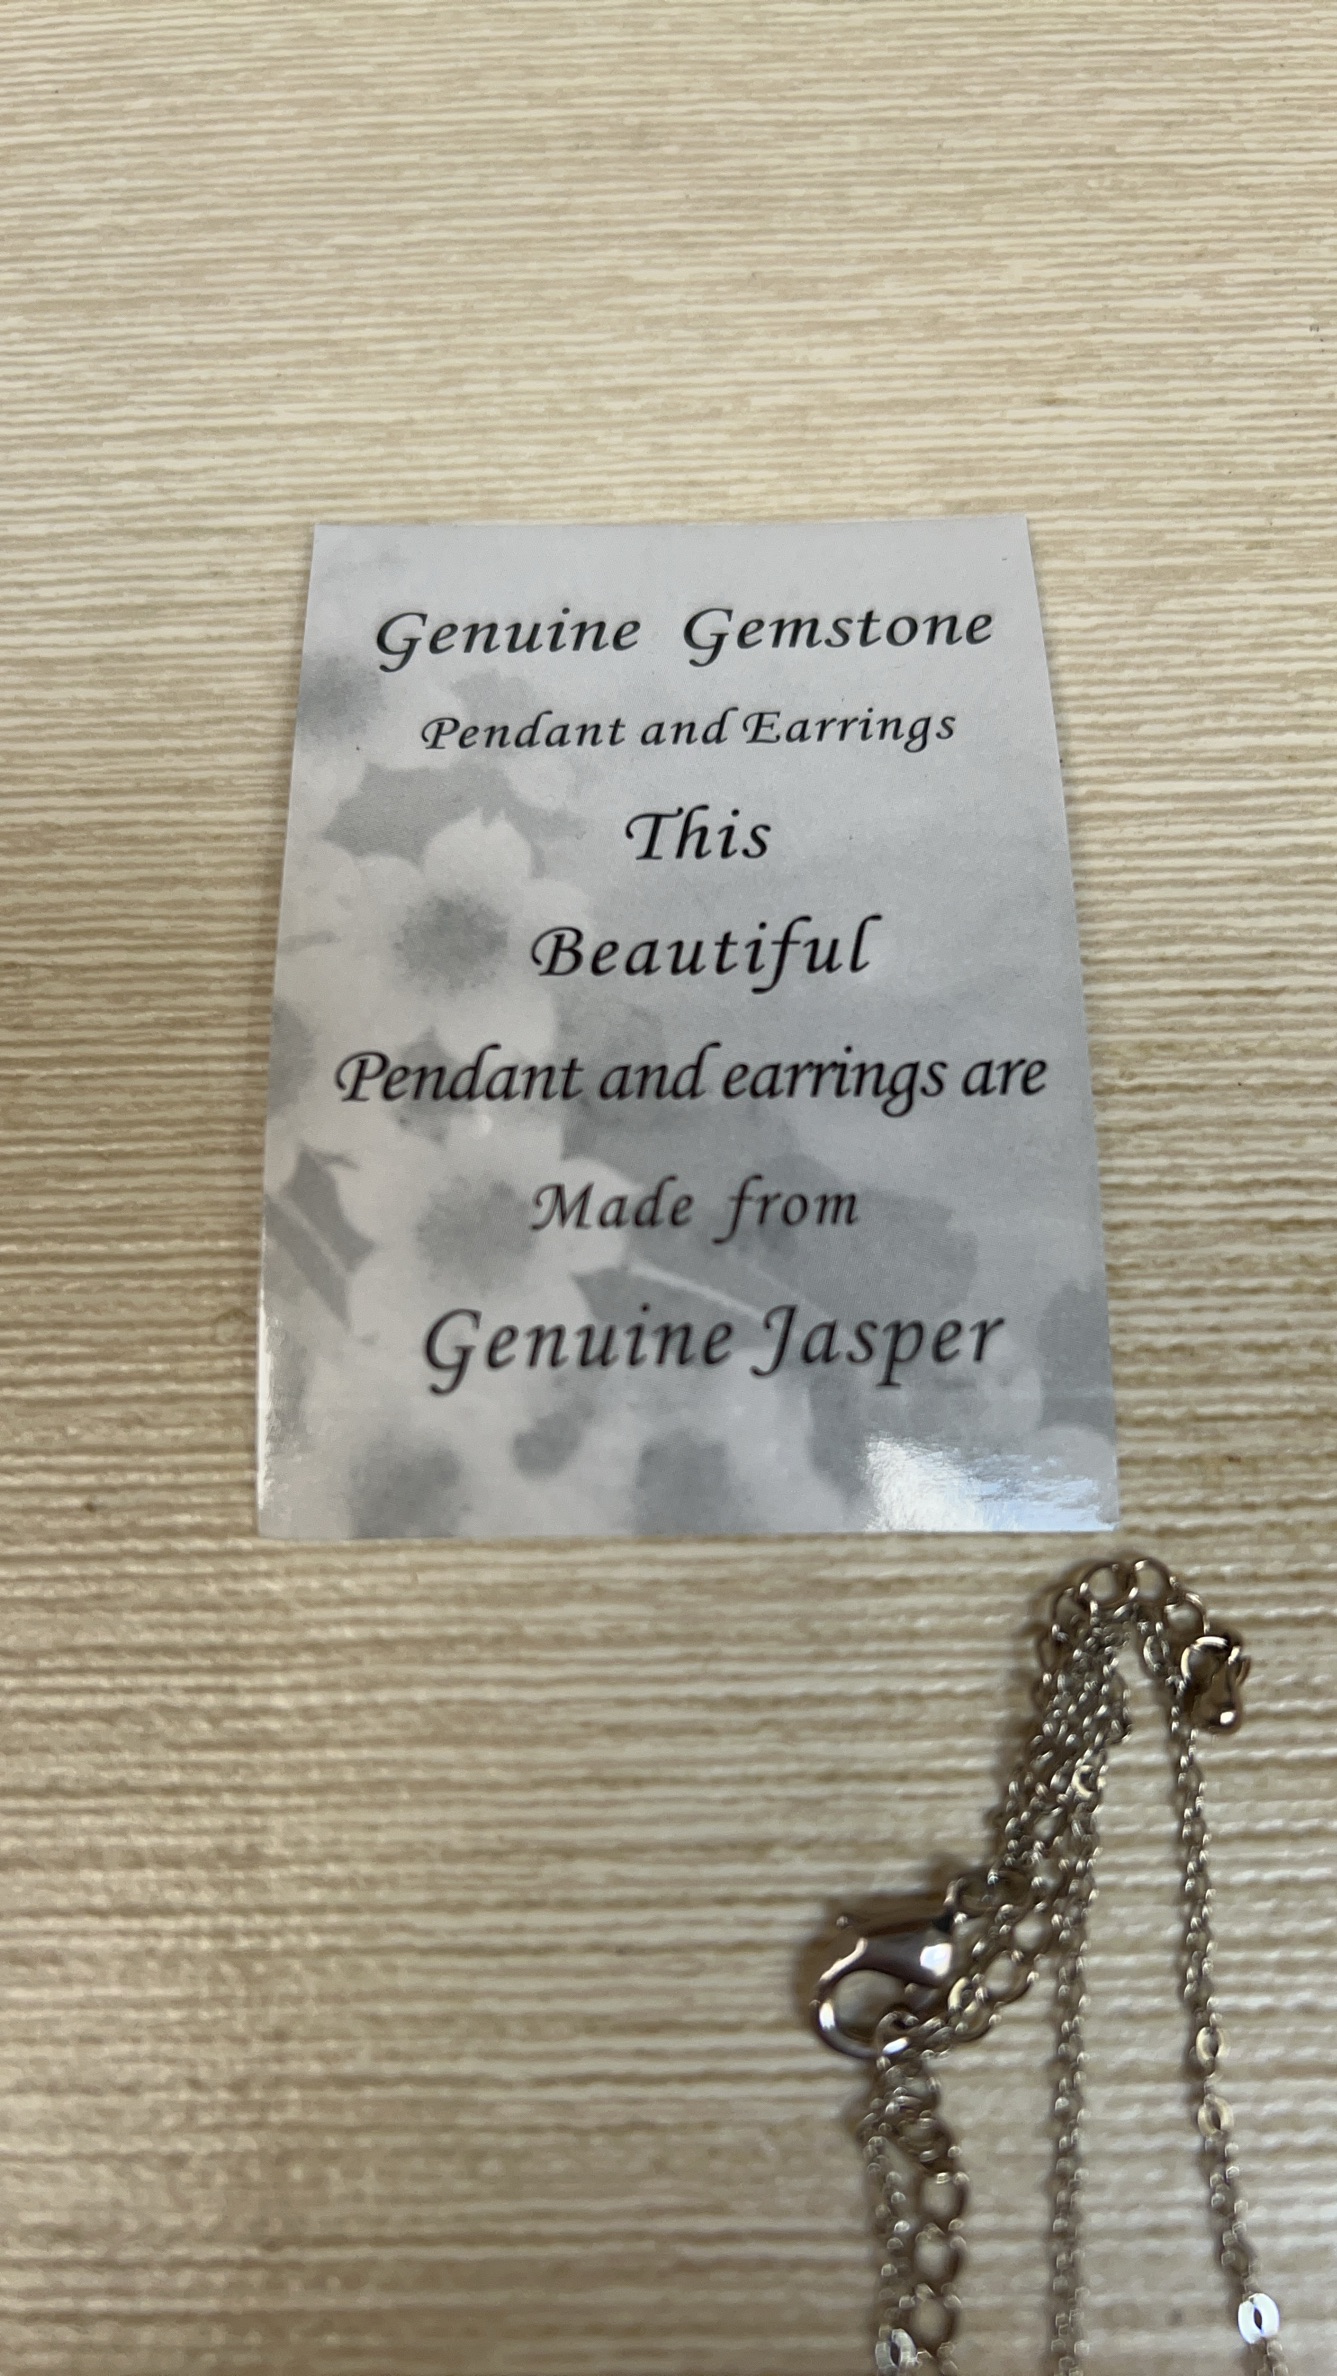 Genuine Gemstone
Pendant and Earrings
This
Beautiful
Pendant and earrings are
Made from
Genuine Jasper